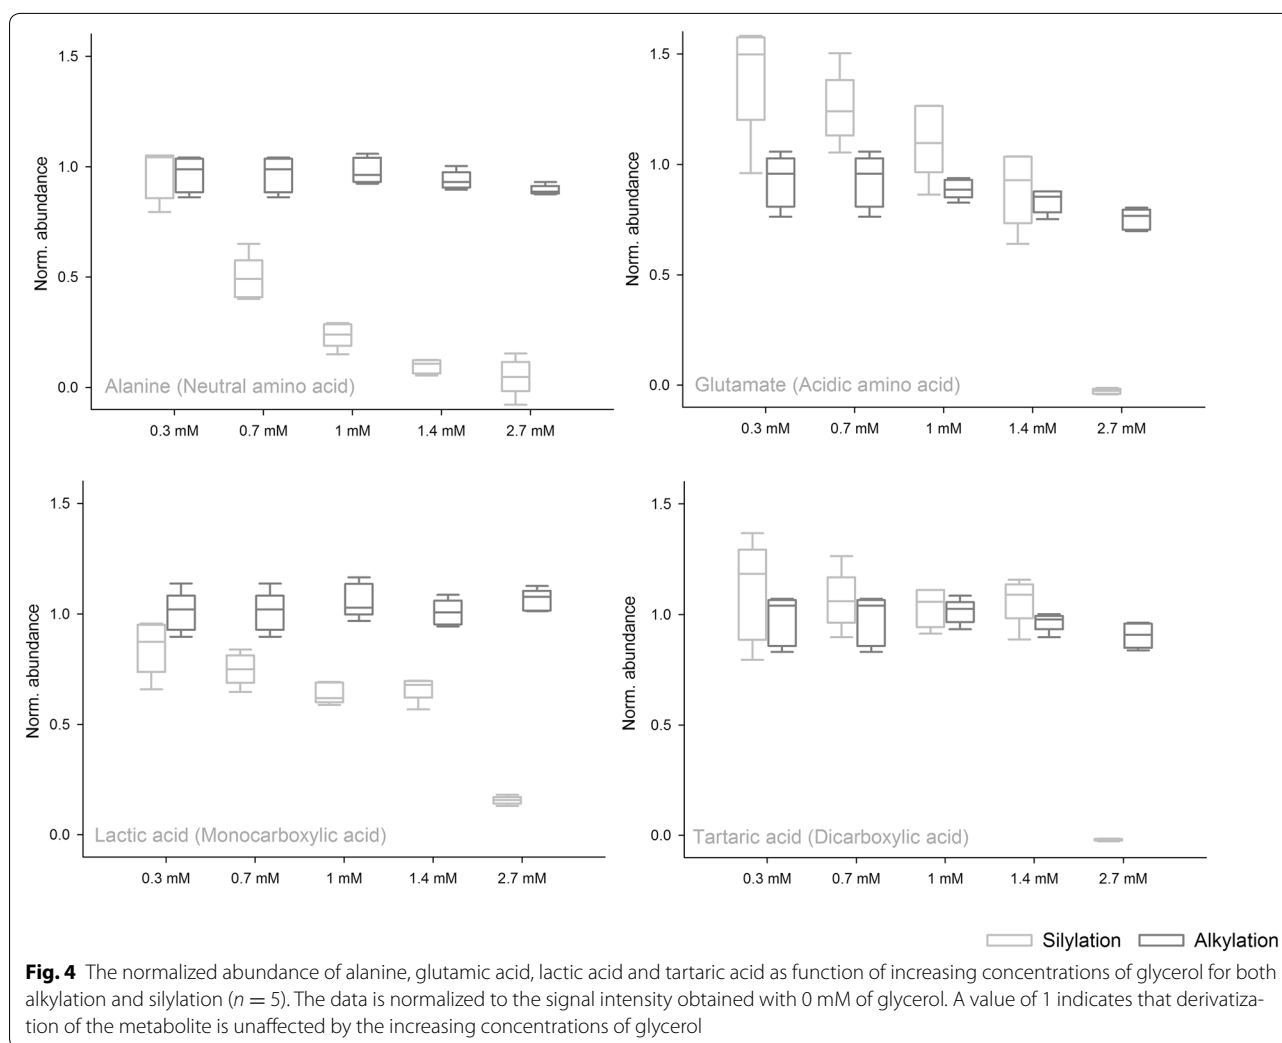 1.5
1.0
0.5
0.0
Norm. abundance
Alanine (Neutral amino acid)
0.3 mM 0.7 mM 1 mM 1.4 mM 2.7 mM
1.5
1.0
0.5
0.0
Norm. abundance
Glutamate (Acidic amino acid)
0.3 mM 0.7 mM 1 mM 1.4 mM 2.7 mM
1.5
1.0
0.5
0.0
Norm. abundance
Lactic acid (Monocarboxylic acid)
0.3 mM 0.7 mM 1 mM 1.4 mM 2.7 mM
1.5
1.0
0.5
0.0
Norm. abundance
Tartaric acid (Dicarboxylic acid)
0.3 mM 0.7 mM 1 mM 1.4 mM 2.7 mM
Silylation Alkylation
Fig. 4 The normalized abundance of alanine, glutamic acid, lactic acid and tartaric acid as function of increasing concentrations of glycerol for both
alkylation and silylation (n = 5). The data is normalized to the signal intensity obtained with 0 mM of glycerol. A value of 1 indicates that derivatiza-
tion of the metabolite is unaffected by the increasing concentrations of glycerol